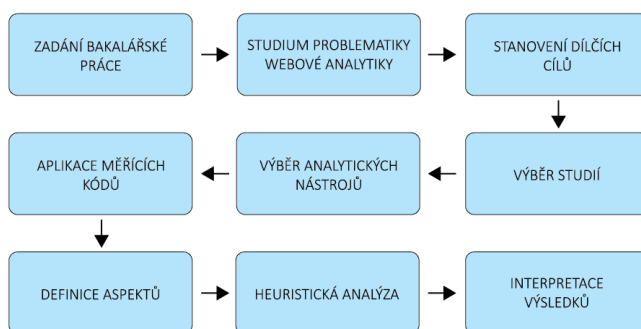 ZADÁNÍ BAKALÁŘSKÉ
PRÁCE
STUDIUM PROBLEMATIKY
WEBOVÉ ANALYTIKY
STANOVENÍ DÍLČÍCH
CÍLŮ
VÝBĚR STUDIÍ
VÝBĚR ANALYTICKÝCH
NÁSTROJŮ
APLIKACE MĚŘÍCÍCH
KÓDŮ
DEFINICE ASPEKTŮ
HEURISTICKÁ ANALÝZA
INTERPRETACE
VÝSLEDKŮ